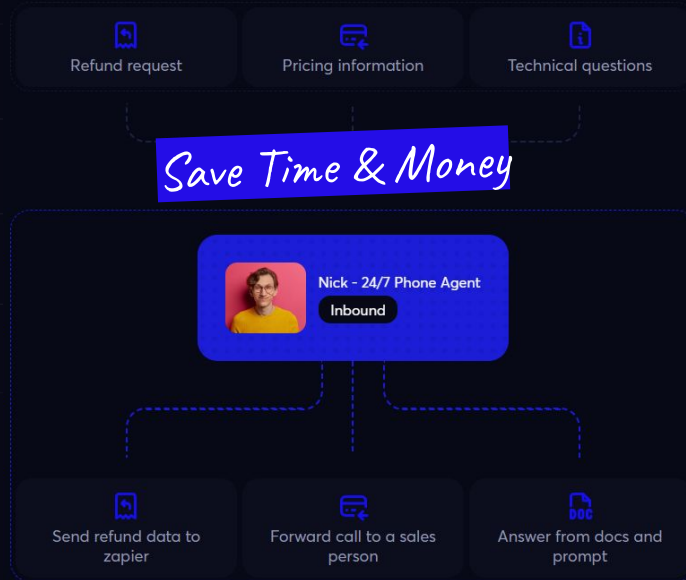 Refund request
Pricing information
Technical questions
Save Time & Money
Nick - 24/7 Phone Agent
Inbound
Send refund data to
zapier
Forward call to a sales
person
DOC
Answer from docs and
prompt